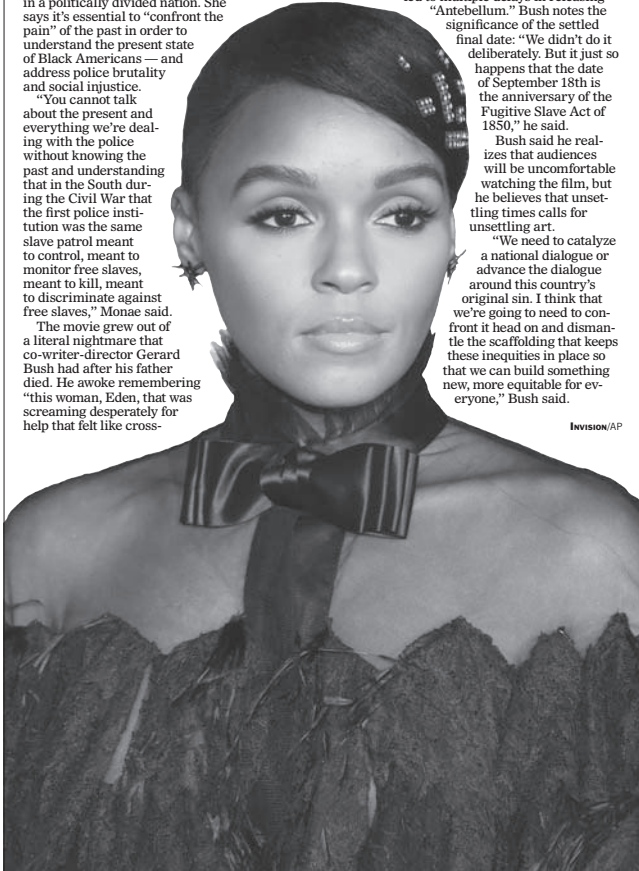 in a politically divided nation. She
says it’s essential to “confront the
pain” of the past in order to
understand the present state
of Black Americans — and
address police brutality
and social injustice.
“You cannot talk
about the present and
everything we’re deal-
ing with the police
without knowing the
past and understanding
that in the South dur-
ing the Civil War that
the first police insti-
tution was the same
slave patrol meant
to control, meant to
monitor free slaves,
meant to kill, meant
to discriminate against
free slaves,” Monae said.
The movie grew out of
a literal nightmare that
co-writer-director Gerard
Bush had after his father
died. He awoke remembering
“this woman, Eden, that was
screaming desperately for
help that felt like cross-
to multiple delays in releasing
“Antebellum.” Bush notes the
significance of the settled
final date: “We didn’t do it
deliberately. But it just so
happens that the date
of September 18th is
the anniversary of the
Fugitive Slave Act of
1850,” he said.
Bush said he real-
izes that audiences
will be uncomfortable
watching the film, but
he believes that unset-
tling times calls for
unsettling art.
“We need to catalyze
a national dialogue or
advance the dialogue
around this country’s
original sin. I think that
we’re going to need to con-
front it head on and disman-
tle the scaffolding that keeps
these inequities in place so
that we can build something
new, more equitable for ev-
eryone,” Bush said.
INVISION/AP